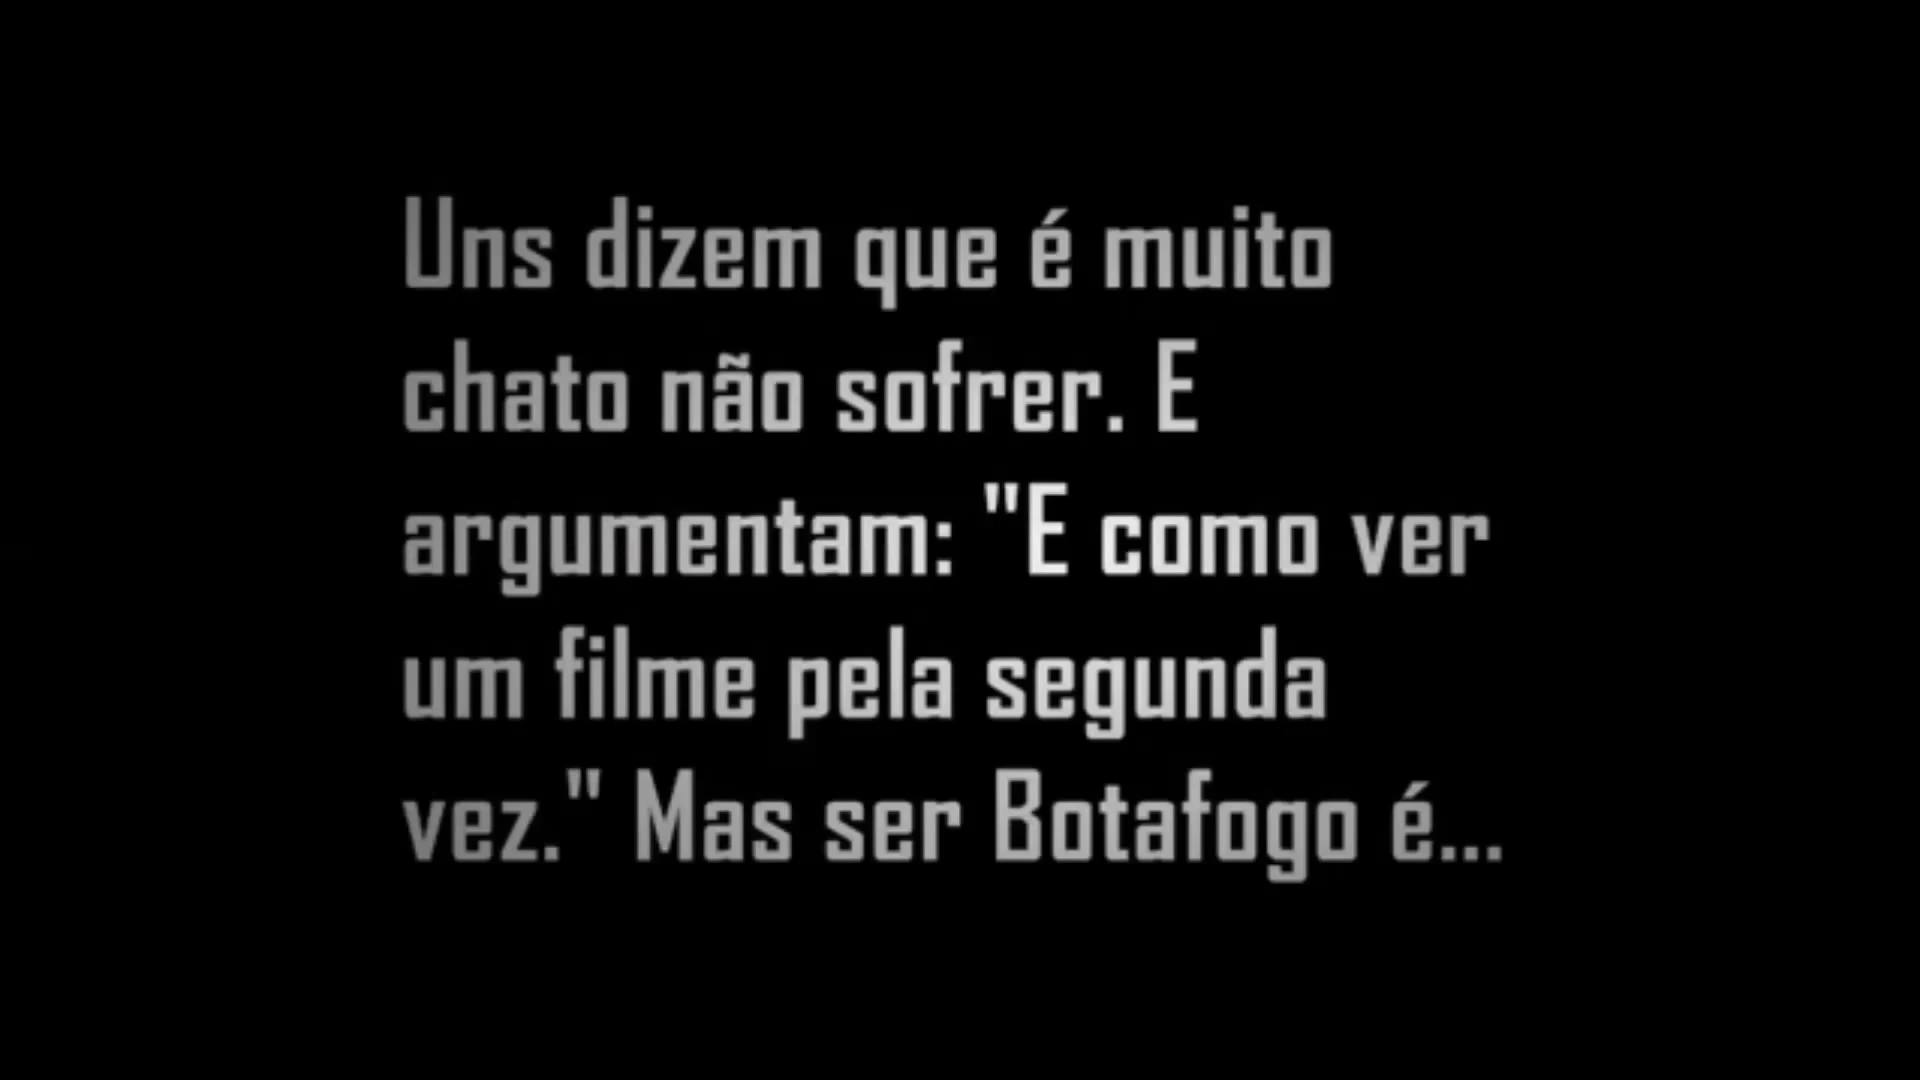 Uns dizem que é muito
chato não sofrer. E
argumentam: "E como ver
um filme pela segunda
vez." Mas ser Botafogo é...